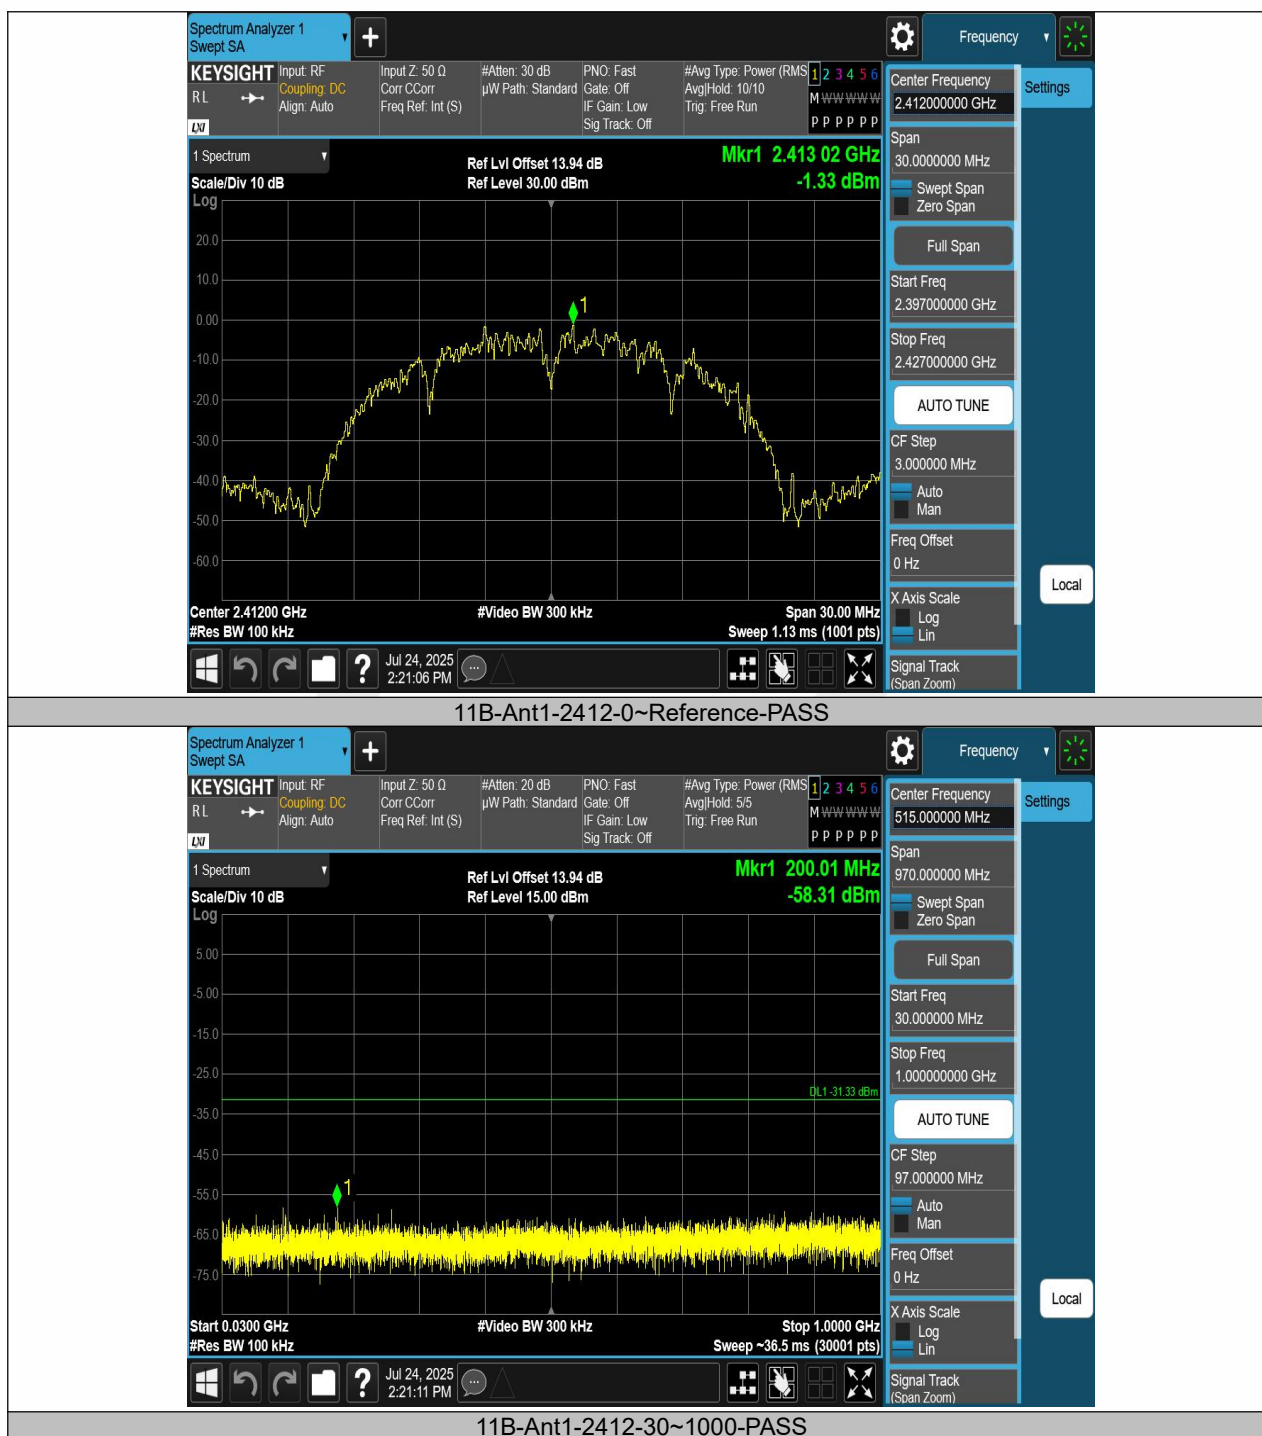 Spectrum Analyzer 1
Swept SA
+
Frequency
KEYSIGHT
RL
LXI
Input: RF
Coupling: DC
Align: Auto
Input Z: 50 Ω
Corr CCorr
Freq Ref: Int (S)
#Atten: 30 dB
µW Path: Standard
PNO: Fast
Gate: Off
IF Gain: Low
Sig Track: Off
#Avg Type: Power (RMS
Avg|Hold: 10/10
Trig: Free Run
1 2 3 4 5 6
M W W W W W
P P P P P P
Center Frequency
2.412000000 GHz
Settings
Span
30.0000000 MHz
Swept Span
Zero Span
Full Span
Start Freq
2.397000000 GHz
Stop Freq
2.427000000 GHz
AUTO TUNE
CF Step
3.000000 MHz
Auto
Man
Freq Offset
0 Hz
X Axis Scale
Log
Lin
Signal Track
(Span Zoom)
Local
1 Spectrum
Scale/Div 10 dB
Log
Ref Lvl Offset 13.94 dB
Ref Level 30.00 dBm
Mkr1 2.413 02 GHz
-1.33 dBm
20.0
10.0
0.00
-10.0
-20.0
-30.0
-40.0
-50.0
-60.0
1
Center 2.41200 GHz
#Res BW 100 kHz
#Video BW 300 kHz
Span 30.00 MHz
Sweep 1.13 ms (1001 pts)
?
Jul 24, 2025
2:21:06 PM
11B-Ant1-2412-0~Reference-PASS
Spectrum Analyzer 1
Swept SA
+
Frequency
KEYSIGHT
RL
LXI
Input: RF
Coupling: DC
Align: Auto
Input Z: 50 Ω
Corr CCorr
Freq Ref: Int (S)
#Atten: 20 dB
µW Path: Standard
PNO: Fast
Gate: Off
IF Gain: Low
Sig Track: Off
#Avg Type: Power (RMS
Avg|Hold: 5/5
Trig: Free Run
1 2 3 4 5 6
M W W W W W
P P P P P P
Center Frequency
515.000000 MHz
Settings
Span
970.000000 MHz
Swept Span
Zero Span
Full Span
Start Freq
30.000000 MHz
Stop Freq
1.000000000 GHz
AUTO TUNE
CF Step
97.000000 MHz
Auto
Man
Freq Offset
0 Hz
X Axis Scale
Log
Lin
Signal Track
(Span Zoom)
Local
1 Spectrum
Scale/Div 10 dB
Log
Ref Lvl Offset 13.94 dB
Ref Level 15.00 dBm
Mkr1 200.01 MHz
-58.31 dBm
5.00
-5.00
-15.0
-25.0
DL1 -31.33 dBm
-35.0
-45.0
-55.0
-65.0
-75.0
1
Start 0.0300 GHz
#Res BW 100 kHz
#Video BW 300 kHz
Stop 1.0000 GHz
Sweep ~36.5 ms (30001 pts)
?
Jul 24, 2025
2:21:11 PM
11B-Ant1-2412-30~1000-PASS